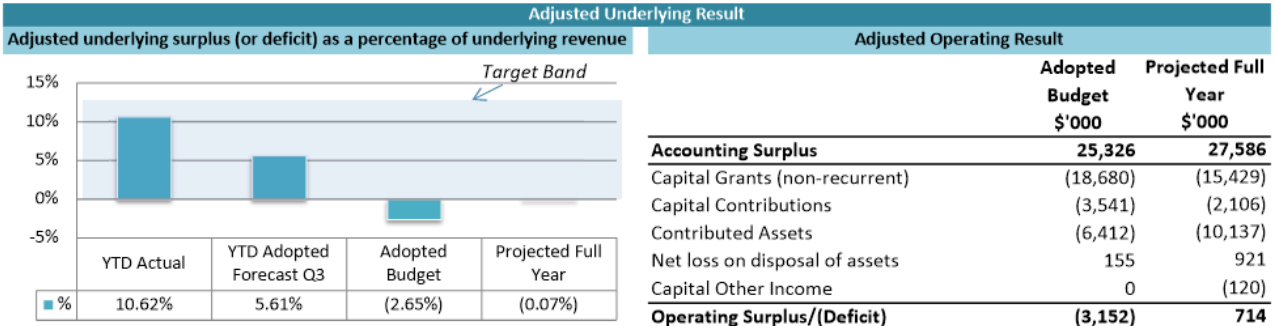 Adjusted Underlying Result
Adjusted underlying surplus (or deficit) as a percentage of underlying revenue
Target Band
15%
10%
5%
0%
-5%
YTD Actual YTD Adopted Forecast Q3 Adopted Budget Projected Full Year
% 10.62% 5.61% (2.65%) (0.07%)
Adjusted Operating Result
Adopted Projected Full
Budget Year
$'000 $'000
Accounting Surplus 25,326 27,586
Capital Grants (non-recurrent) (18,680) (15,429)
Capital Contributions (3,541) (2,106)
Contributed Assets (6,412) (10,137)
Net loss on disposal of assets 155 921
Capital Other Income 0 (120)
Operating Surplus/(Deficit) (3,152) 714